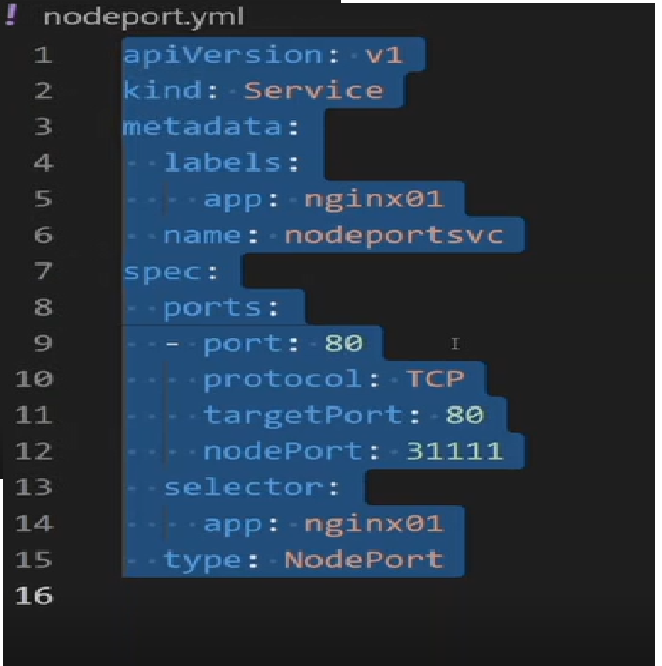 ! nodeport.yml
1 apiVersion: v1
2 kind: Service
3 metadata:
4   labels:
5     app: nginx01
6   name: nodeportsvc
7 spec:
8   ports:
9   - port: 80
10     protocol: TCP
11     targetPort: 80
12     nodePort: 31111
13   selector:
14     app: nginx01
15   type: NodePort
16